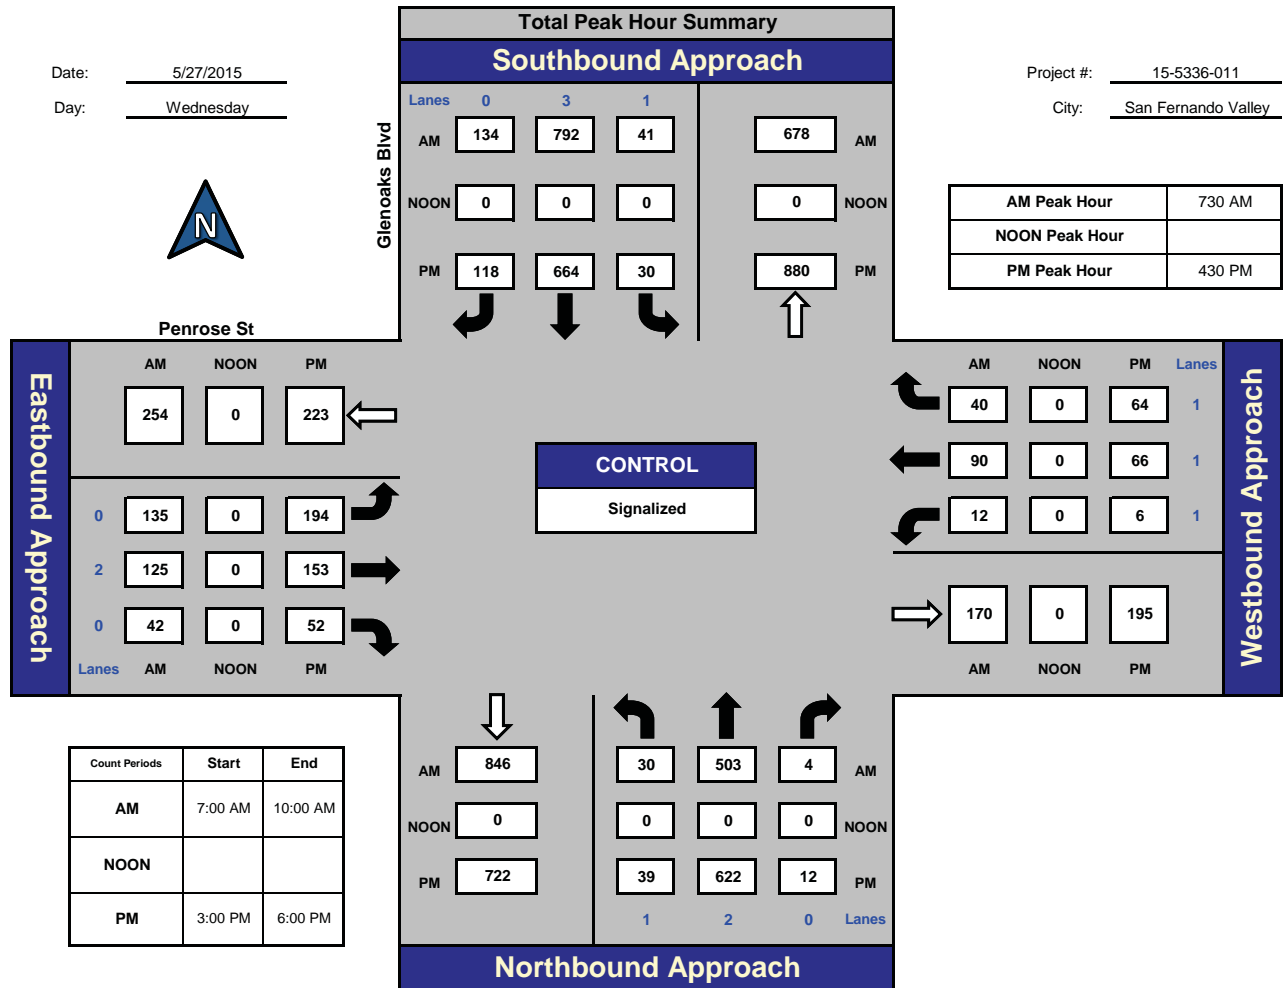 Total Peak Hour Summary
Southbound Approach
Date: 5/27/2015
Project #: 15-5336-011
Day: Wednesday
City: San Fernando Valley
Lanes 0 3 1
AM 134 792 41 678 AM
Glenoaks Blvd
NOON 0 0 0 0 NOON
PM 118 664 30 880 PM
N
AM Peak Hour 730 AM
NOON Peak Hour
PM Peak Hour 430 PM
Penrose St
Eastbound Approach
AM NOON PM
254 0 223
0 135 0 194
2 125 0 153
0 42 0 52
Lanes AM NOON PM
CONTROL
Signalized
AM NOON PM Lanes
40 0 64 1
90 0 66 1
12 0 6 1
170 0 195
AM NOON PM
Westbound Approach
Count Periods Start End
AM 7:00 AM 10:00 AM
NOON
PM 3:00 PM 6:00 PM
AM 846 30 503 4 AM
NOON 0 0 0 0 NOON
PM 722 39 622 12 PM
1 2 0 Lanes
Northbound Approach